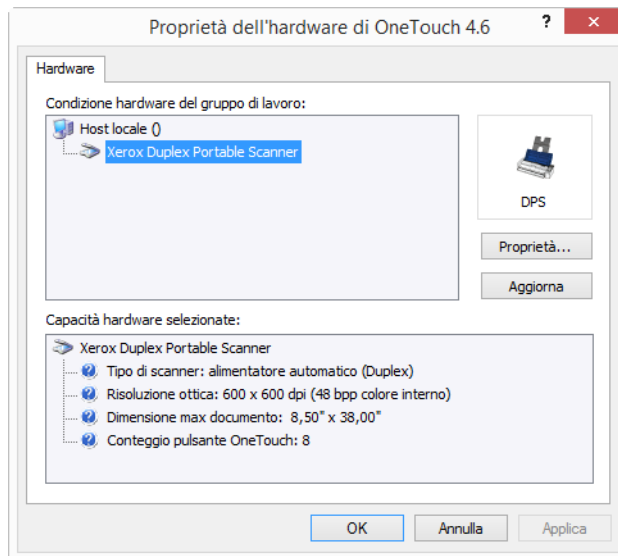 Proprietà dell'hardware di OneTouch 4.6
?
Hardware
Condizione hardware del gruppo di lavoro:
Host locale ()
Xerox Duplex Portable Scanner
DPS
Proprietà...
Aggiorna
Capacità hardware selezionate:
Xerox Duplex Portable Scanner
Tipo di scanner: alimentatore automatico (Duplex)
Risoluzione ottica: 600 x 600 dpi (48 bpp colore interno)
Dimensione max documento: 8,50" x 38,00"
Conteggio pulsante OneTouch: 8
OK
Annulla
Applica